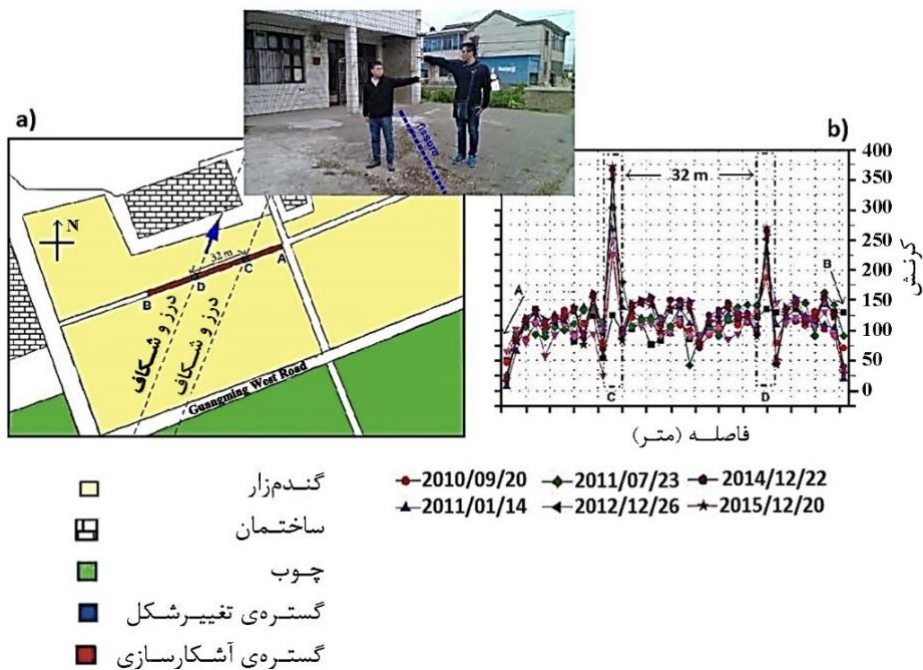 a)
fissure
b)
N
32 m
A
C
D
B
درز و شکاف
درز و شکاف
Guangming West Road
400
350
300
250
200
150
100
50
0
کرنش
32 m
A
B
C
D
فاصله (متر)
گندم‌زار
ساختمان
چوب
گستره‌ی تغییرشکل
گستره‌ی آشکارسازی
2010/09/20
2011/07/23
2014/12/22
2011/01/14
2012/12/26
2015/12/20